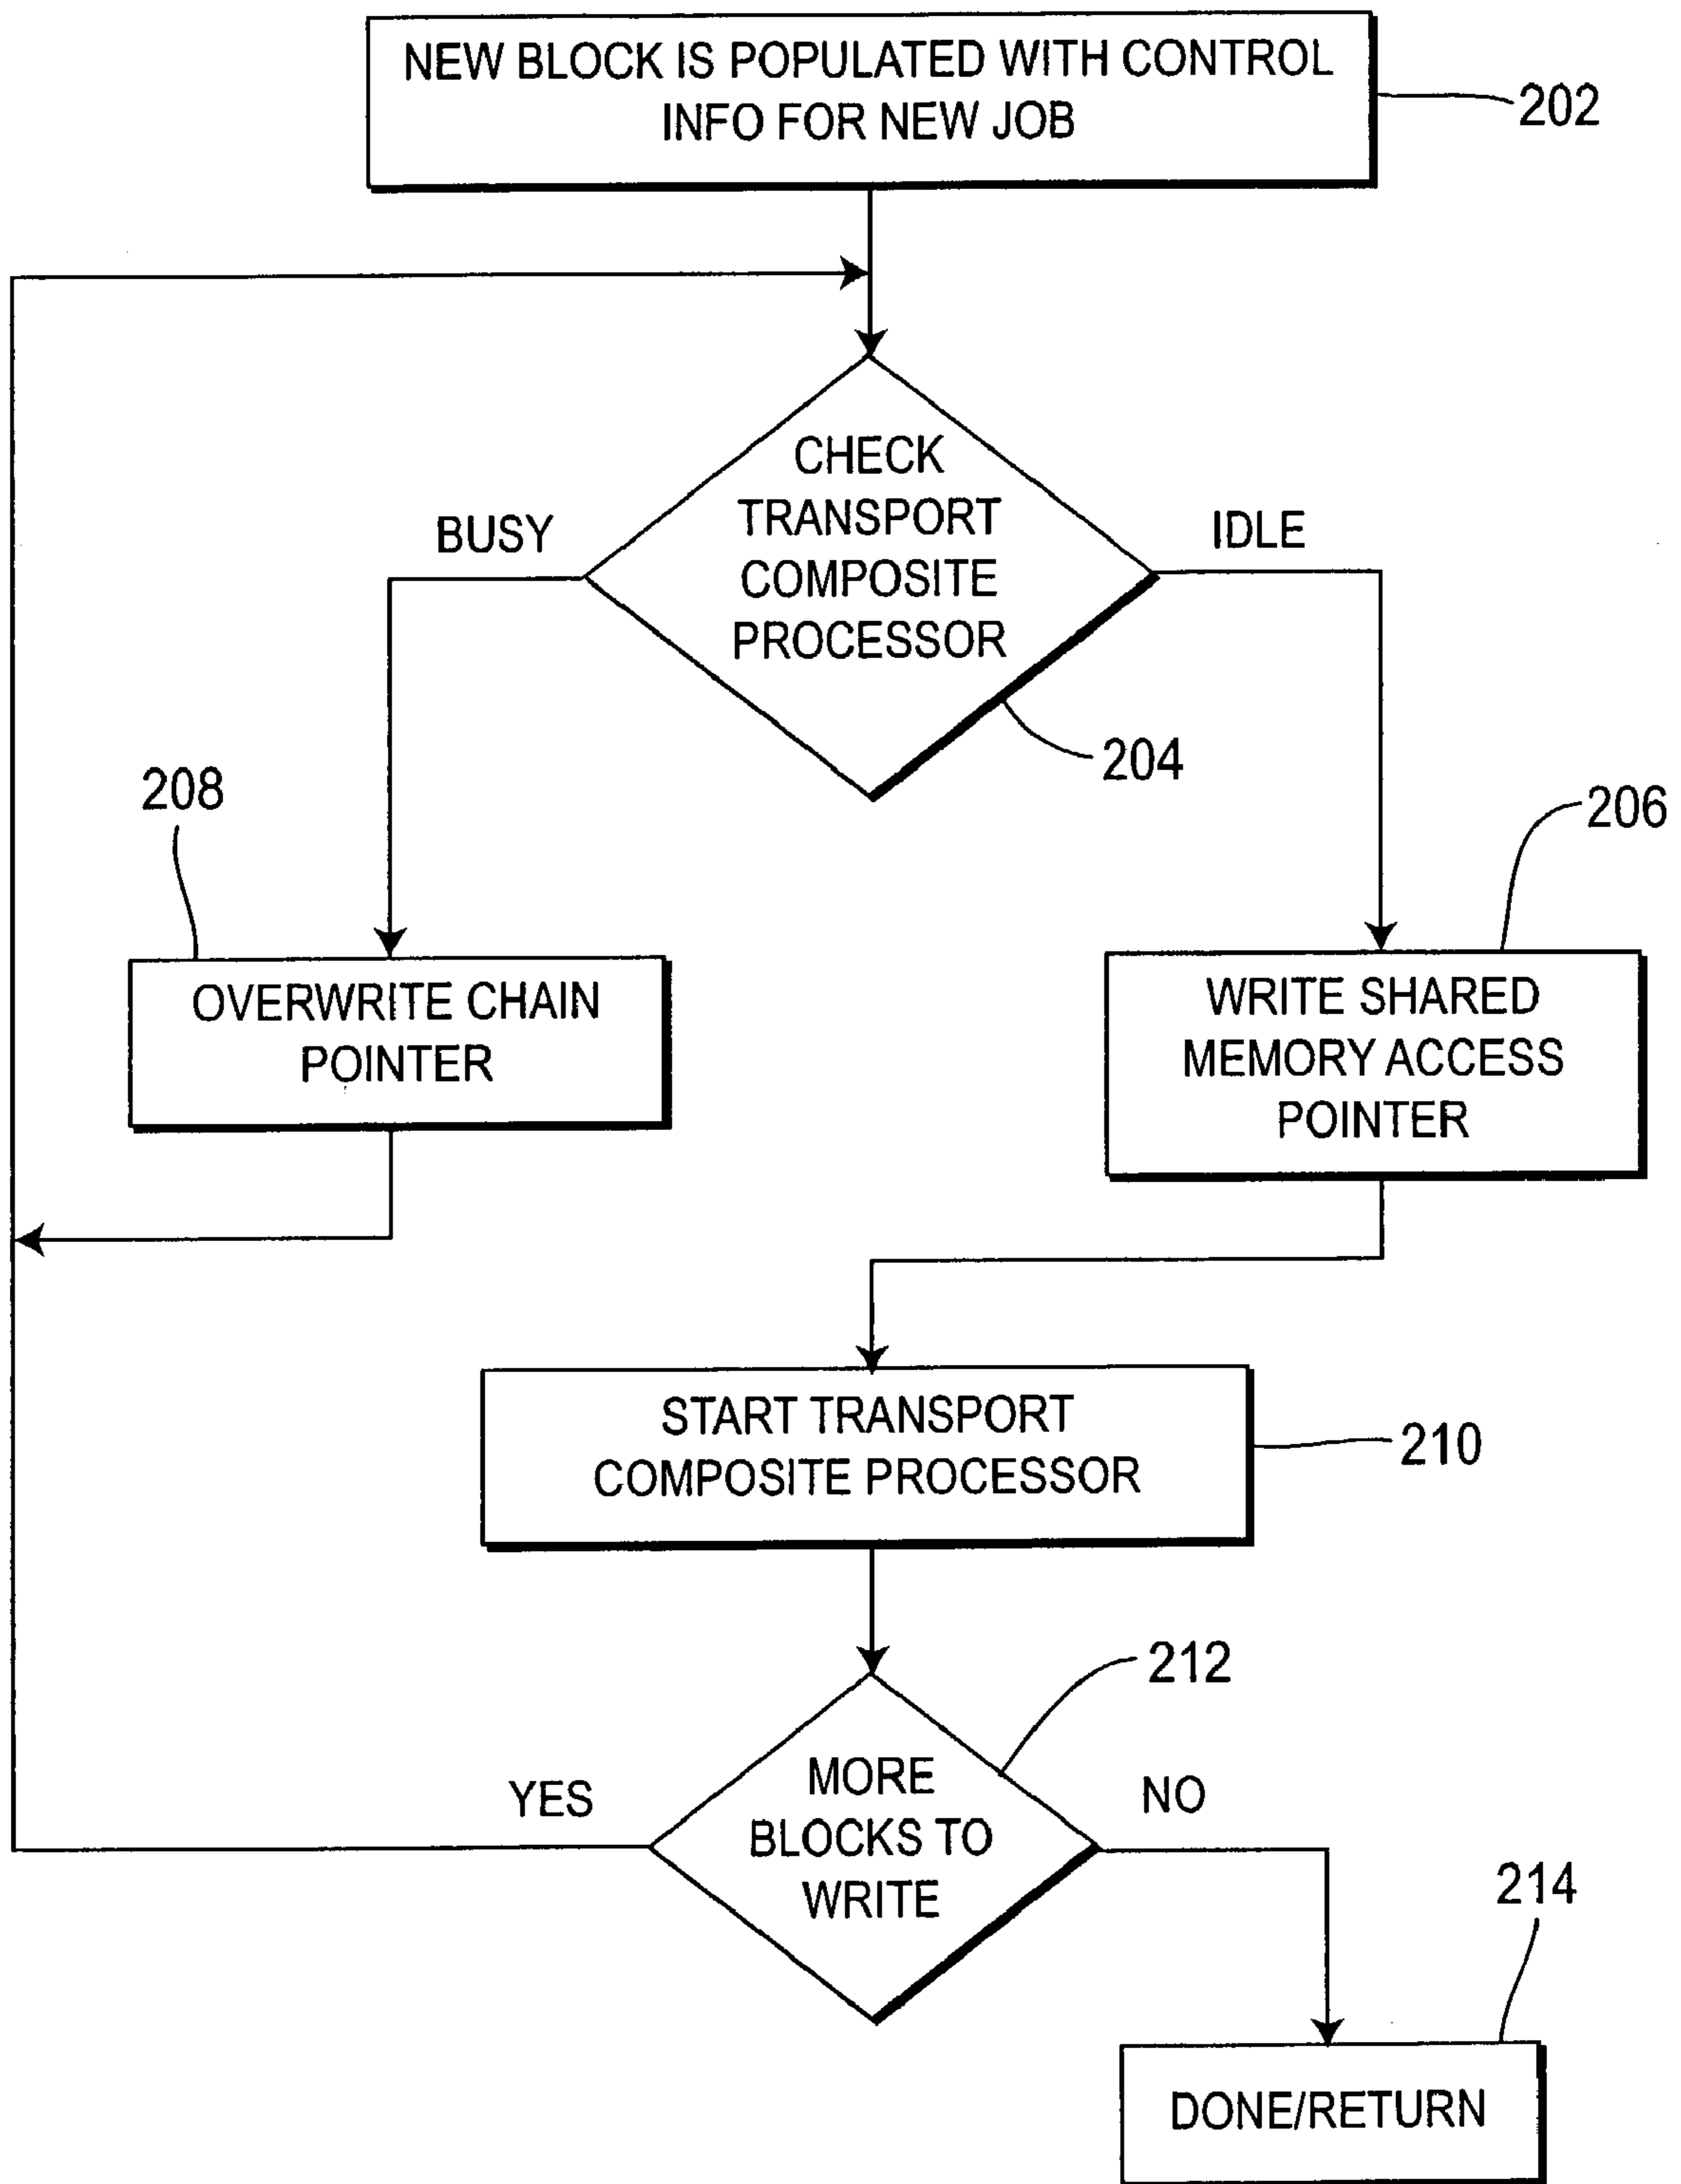 NEW BLOCK IS POPULATED WITH CONTROL
INFO FOR NEW JOB
202
CHECK
TRANSPORT
COMPOSITE
PROCESSOR
BUSY
IDLE
204
208
206
OVERWRITE CHAIN
POINTER
WRITE SHARED
MEMORY ACCESS
POINTER
START TRANSPORT
COMPOSITE PROCESSOR
210
212
MORE
BLOCKS TO
WRITE
YES
NO
214
DONE/RETURN